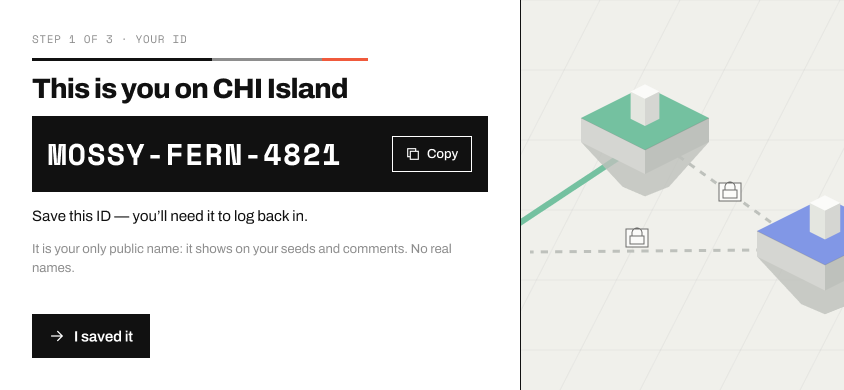 STEP 1 OF 3 · YOUR ID
This is you on CHI Island
MOSSY-FERN-4821
Copy
Save this ID — you’ll need it to log back in.
It is your only public name: it shows on your seeds and comments. No real
names.
I saved it